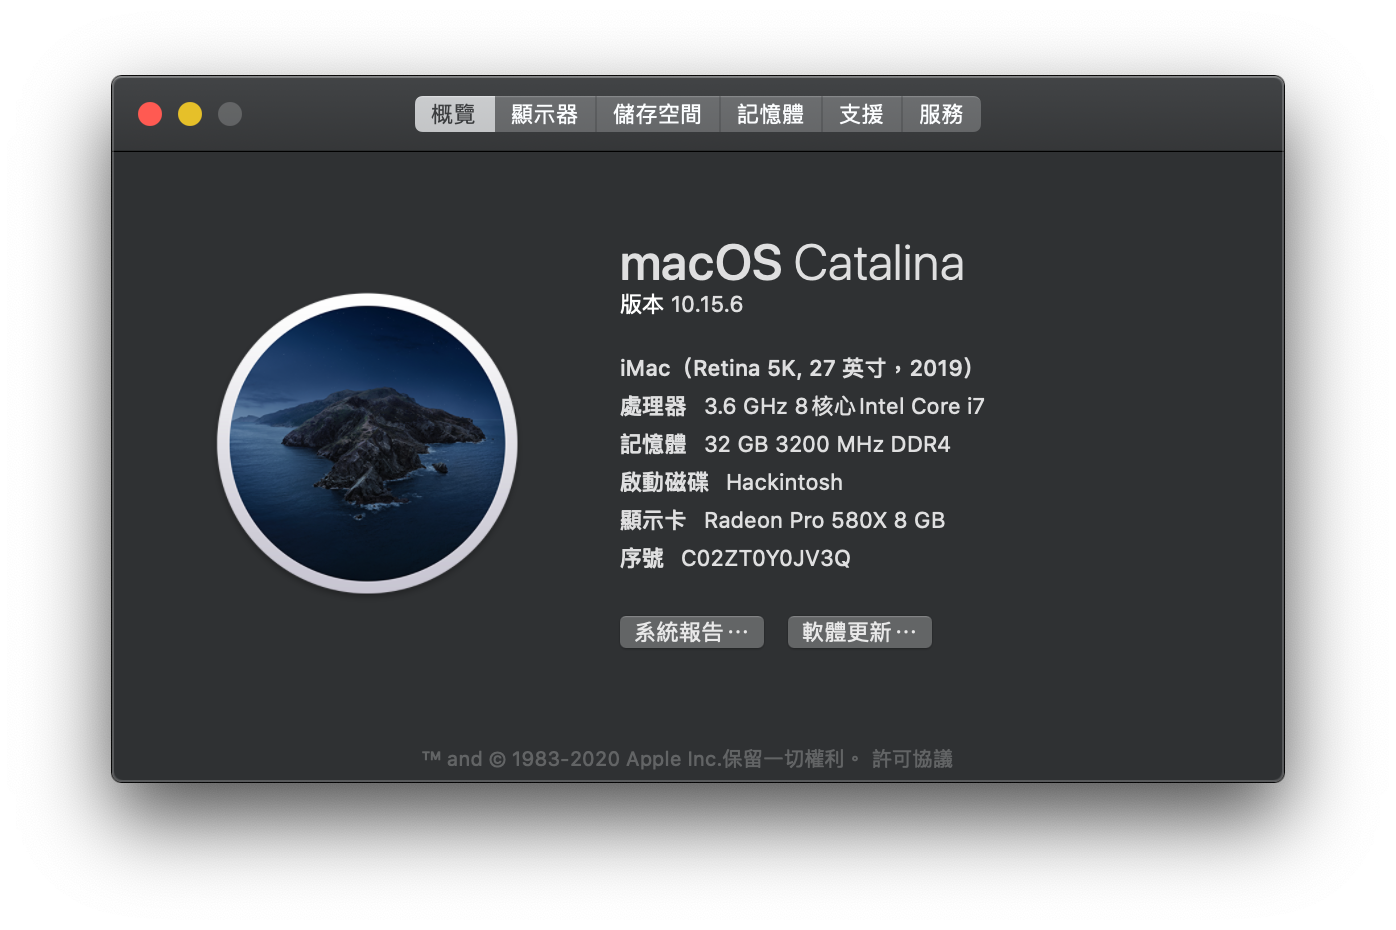 概覽 顯示器 儲存空間 記憶體 支援 服務
macOS Catalina
版本 10.15.6
iMac（Retina 5K, 27 英寸，2019）
處理器 3.6 GHz 8核心Intel Core i7
記憶體 32 GB 3200 MHz DDR4
啟動磁碟 Hackintosh
顯示卡 Radeon Pro 580X 8 GB
序號 C02ZT0Y0JV3Q
系統報告⋯ 軟體更新⋯
™ and © 1983-2020 Apple Inc.保留一切權利。 許可協議